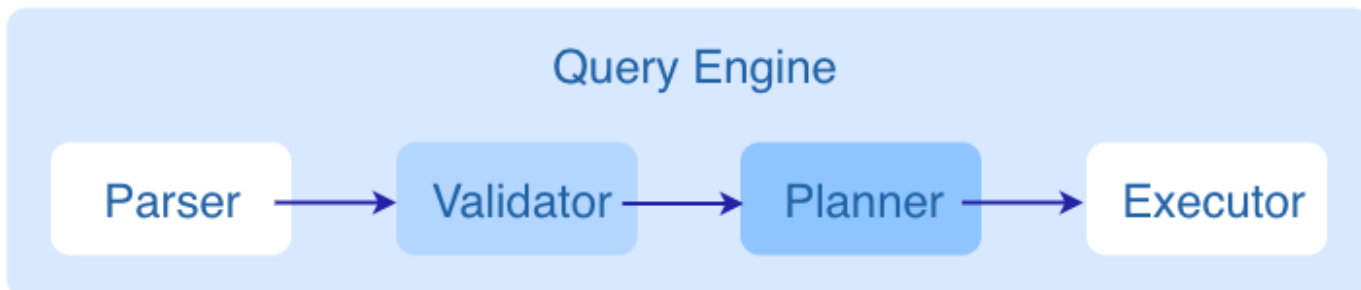 Query Engine
Parser
Validator
Planner
Executor